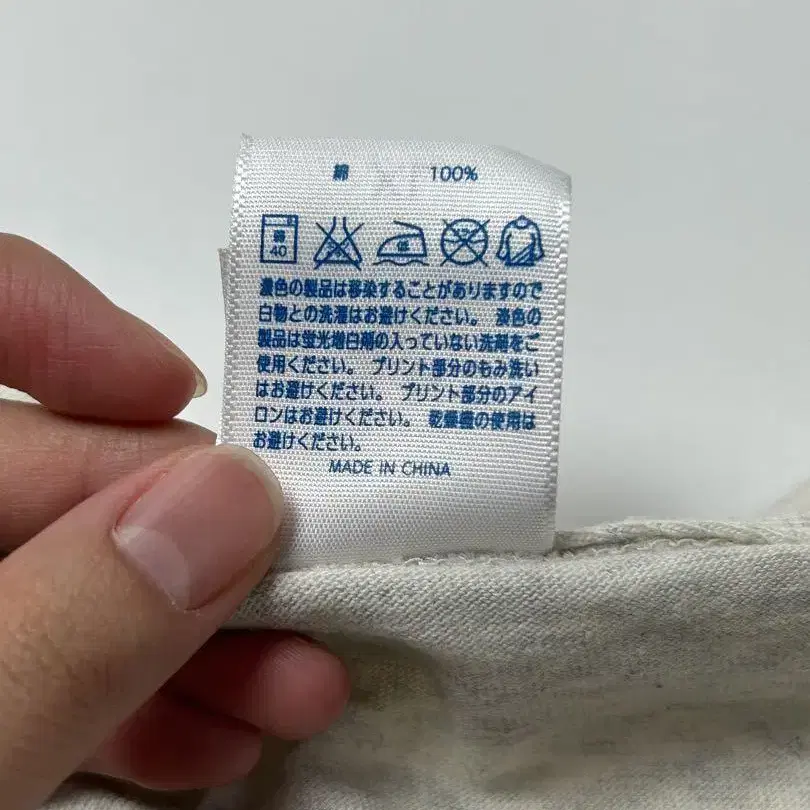 綿 100%
40
低
濃色の製品は移染することがありますので
白物との洗濯はお避けください。 淡色の
製品は蛍光増白剤の入っていない洗剤をご
使用ください。 プリント部分のもみ洗い
はお避けください。 プリント部分のアイ
ロンはお避けください。 乾燥機の使用は
お避けください。
MADE IN CHINA